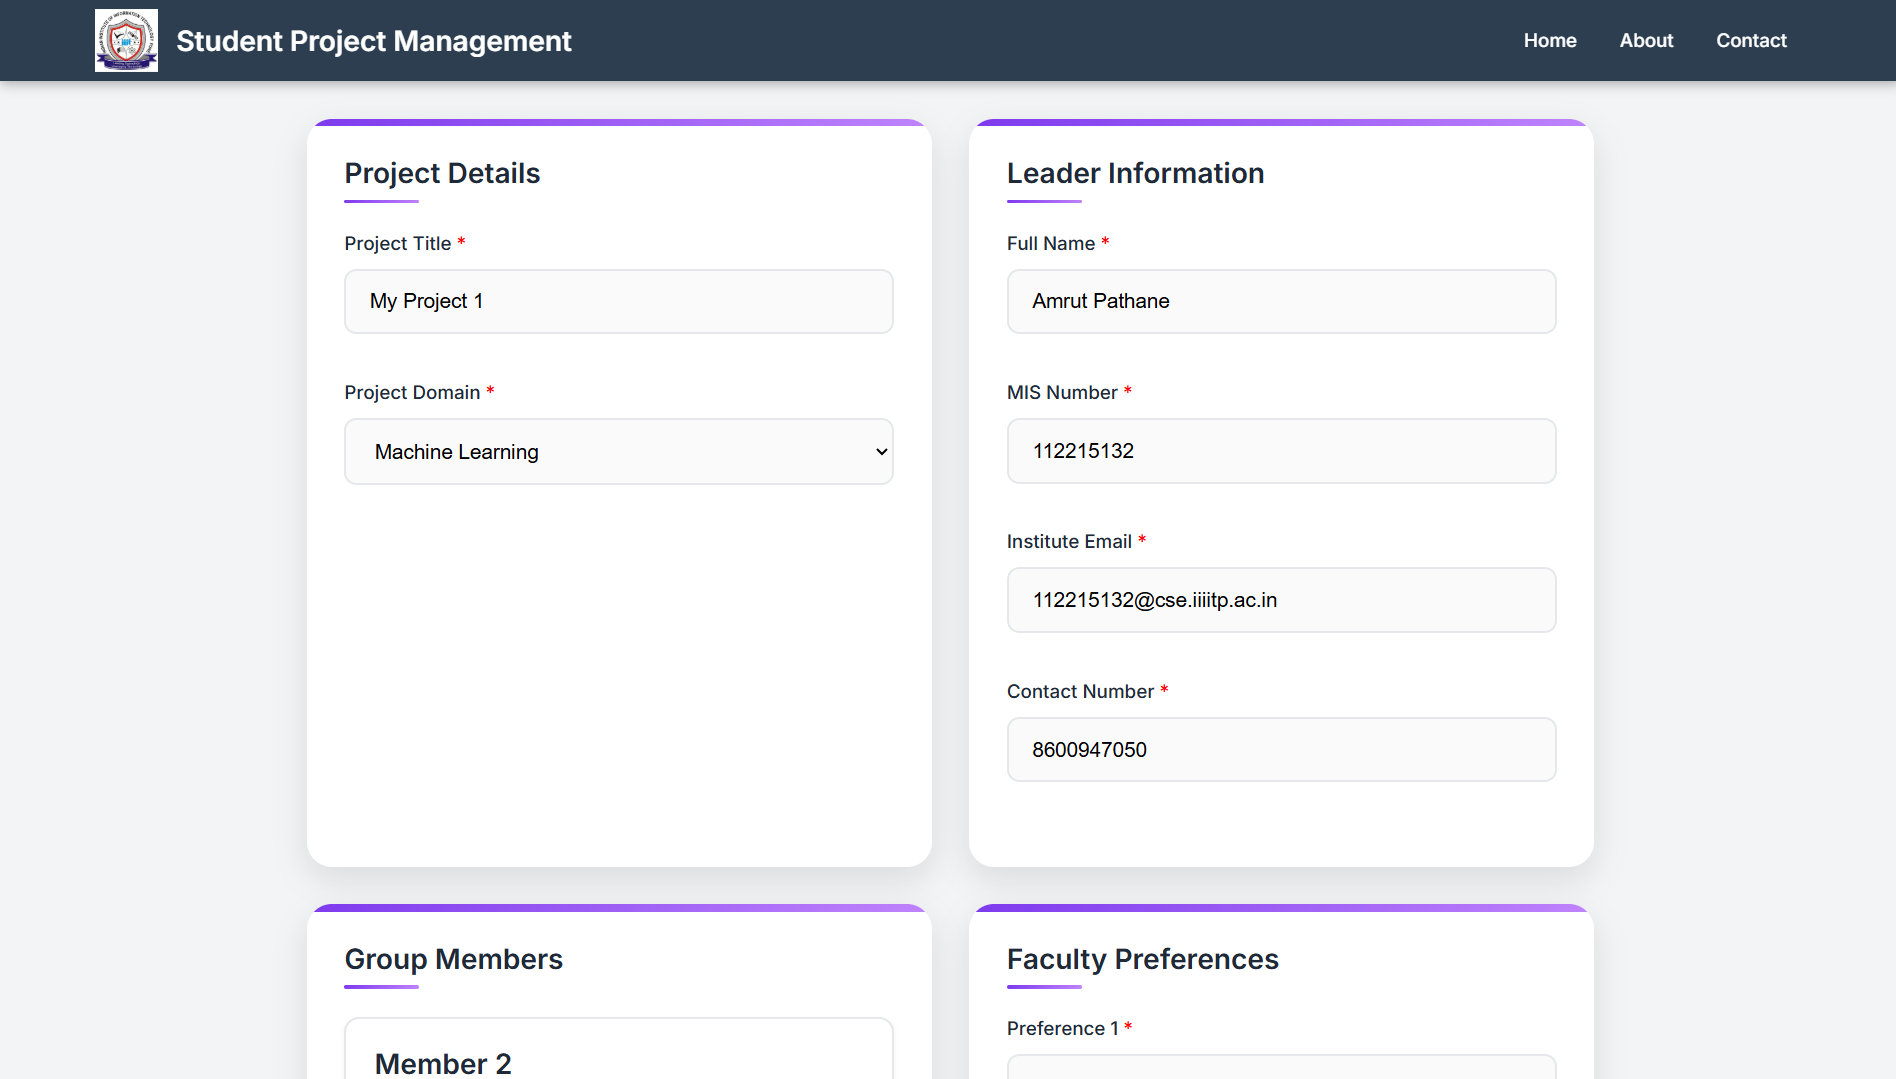 Student Project Management
Home
About
Contact
Project Details
Project Title *
My Project 1
Project Domain *
Machine Learning
Leader Information
Full Name *
Amrut Pathane
MIS Number *
112215132
Institute Email *
112215132@cse.iiiitp.ac.in
Contact Number *
8600947050
Group Members
Member 2
Faculty Preferences
Preference 1 *